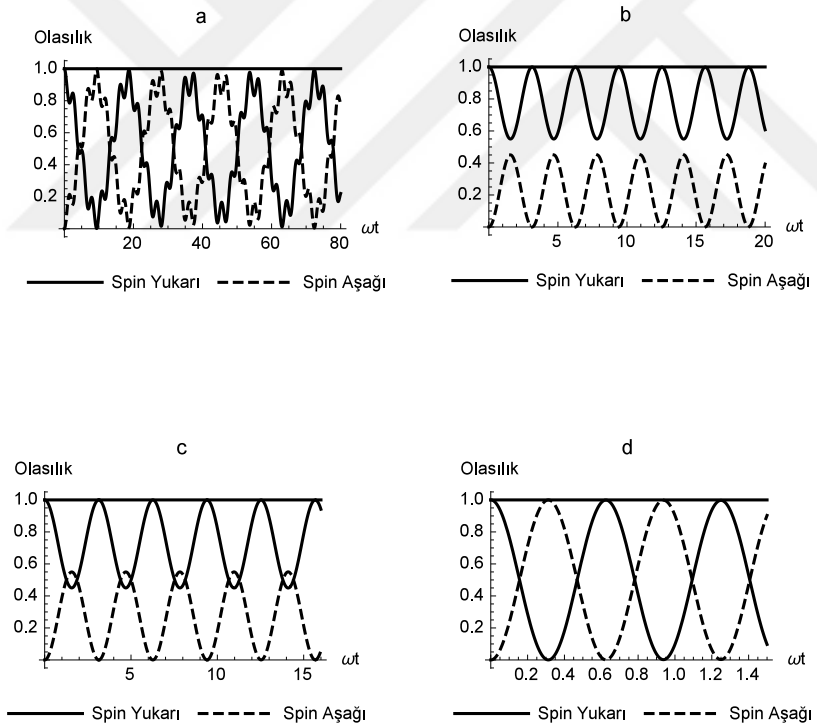 a
Olasılık
1.0
0.8
0.6
0.4
0.2
20
40
60
80
ωt
Spin Yukarı
Spin Aşağı
b
Olasılık
1.0
0.8
0.6
0.4
0.2
5
10
15
20
ωt
Spin Yukarı
Spin Aşağı
c
Olasılık
1.0
0.8
0.6
0.4
0.2
5
10
15
ωt
Spin Yukarı
Spin Aşağı
d
Olasılık
1.0
0.8
0.6
0.4
0.2
0.2
0.4
0.6
0.8
1.0
1.2
1.4
ωt
Spin Yukarı
Spin Aşağı